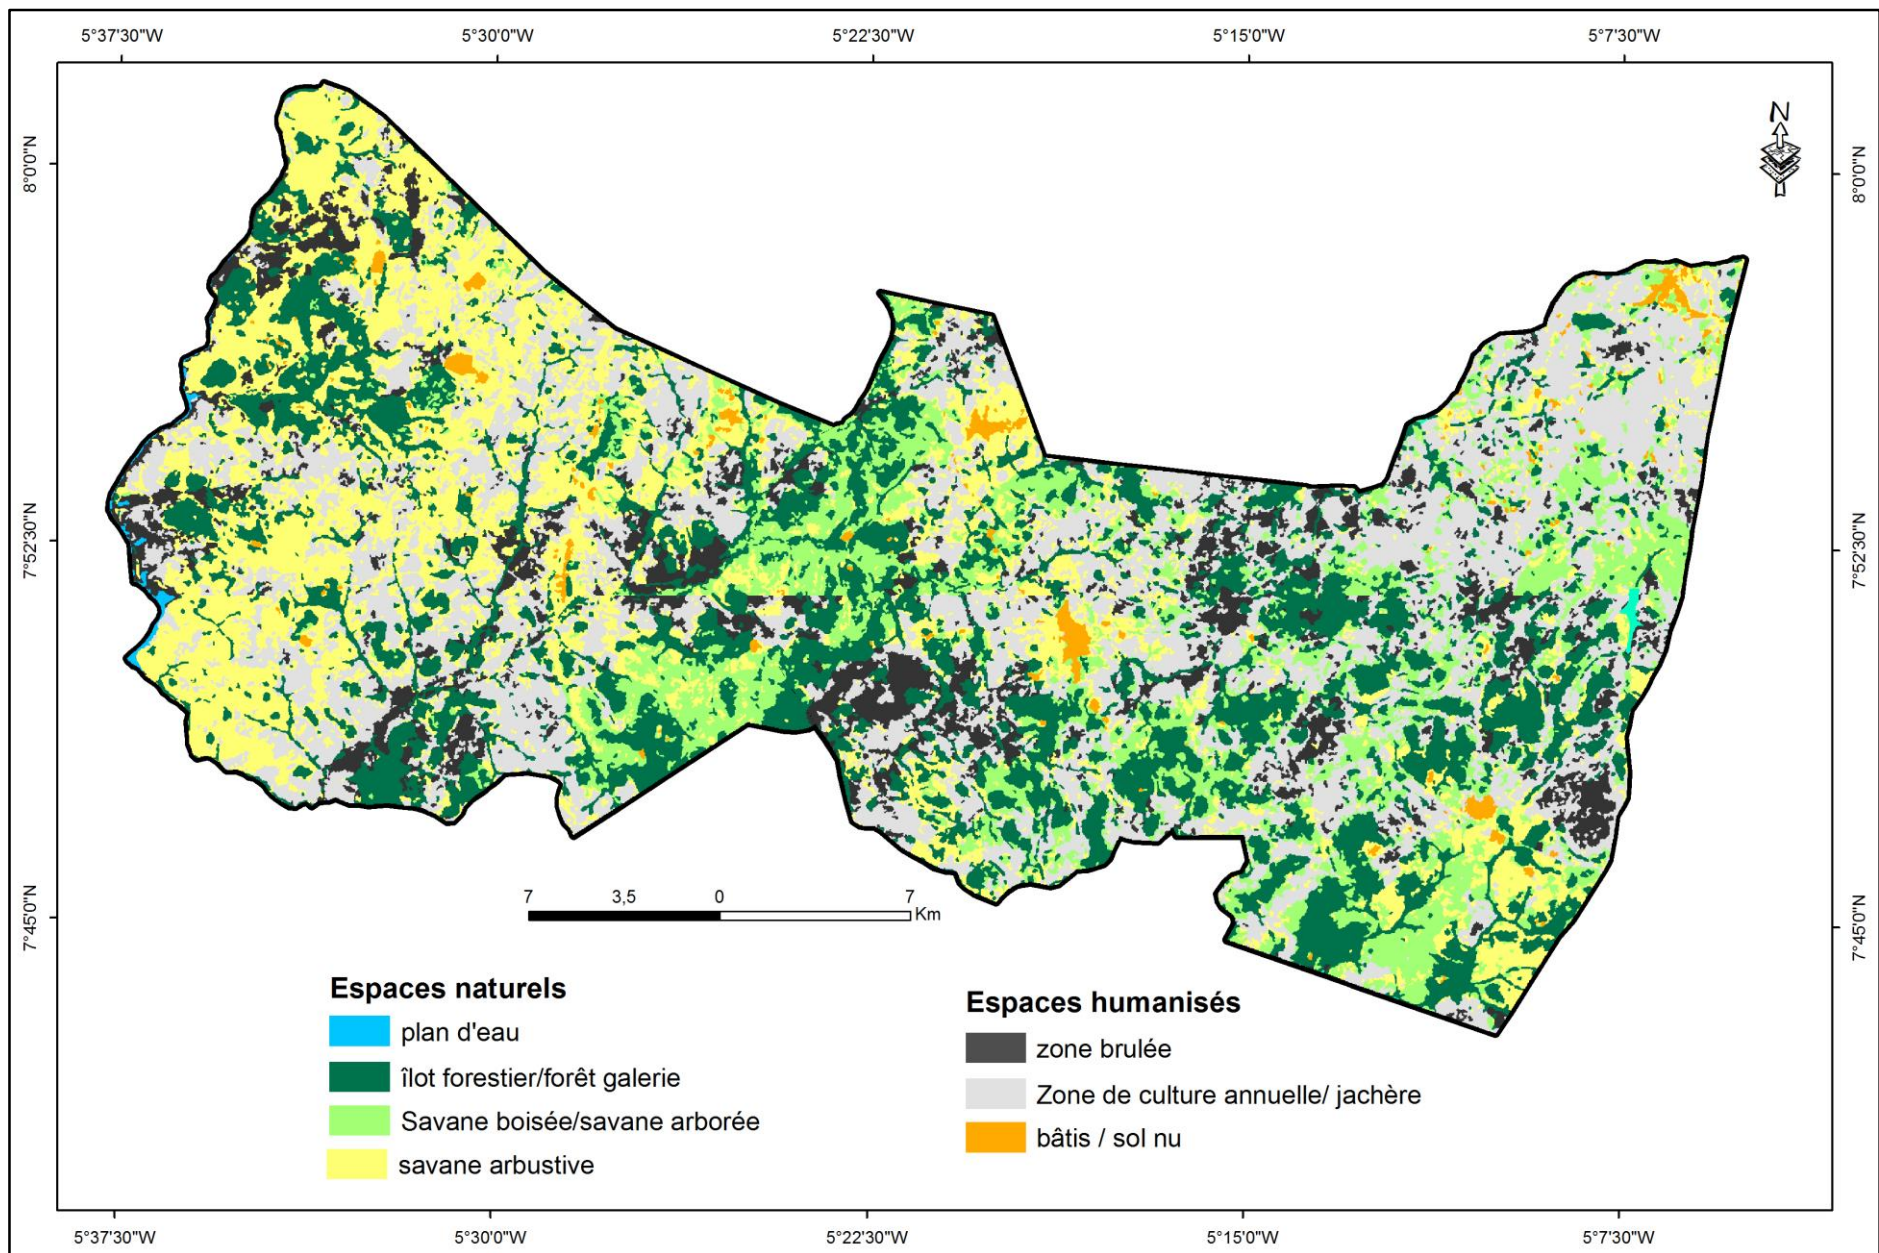 5°37'30"W 5°30'0"W 5°22'30"W 5°15'0"W 5°7'30"W
N
8°0'0"N 8°0'0"N
7°52'30"N 7°52'30"N
7°45'0"N 7°45'0"N
7 3,5 0 7
Km
Espaces naturels
plan d'eau
îlot forestier/forêt galerie
Savane boisée/savane arborée
savane arbustive
Espaces humanisés
zone brulée
Zone de culture annuelle/ jachère
bâtis / sol nu
5°37'30"W 5°30'0"W 5°22'30"W 5°15'0"W 5°7'30"W